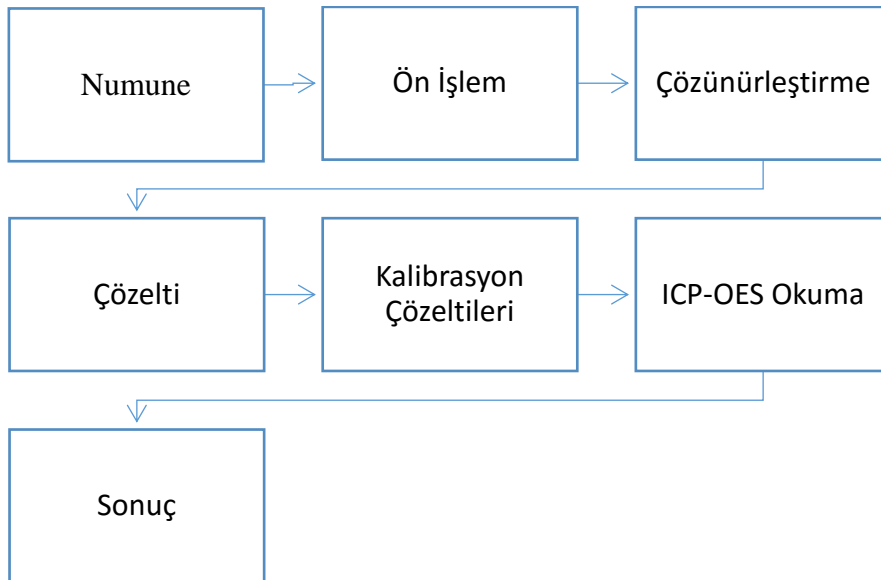 Numune
Ön İşlem
Çözünürleştirme
Çözelti
Kalibrasyon
Çözeltileri
ICP-OES Okuma
Sonuç